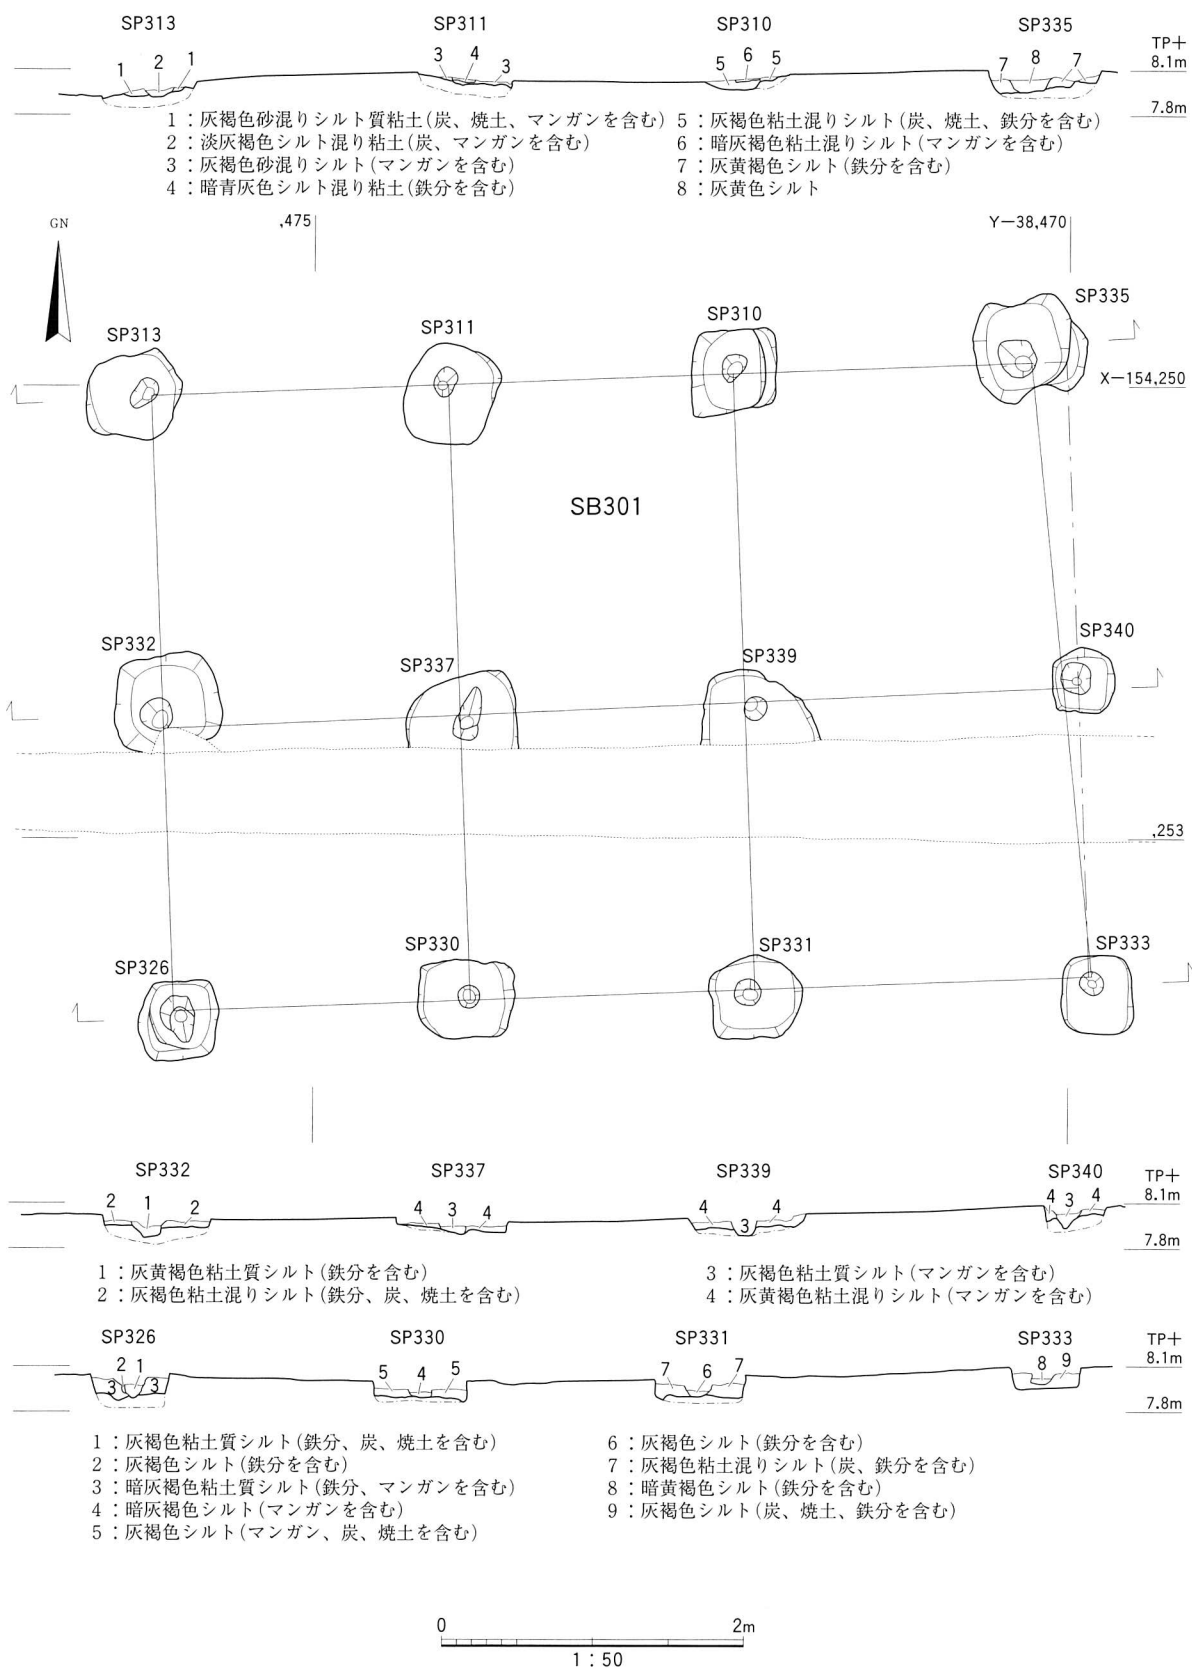 SP313 SP311 SP310 SP335
TP+
8.1m
7.8m
1 2 1 3 4 3 5 6 5 7 8 7
1：灰褐色砂混りシルト質粘土(炭、焼土、マンガンを含む)
2：淡灰褐色シルト混り粘土(炭、マンガンを含む)
3：灰褐色砂混りシルト(マンガンを含む)
4：暗青灰色シルト混り粘土(鉄分を含む)
5：灰褐色粘土混りシルト(炭、焼土、鉄分を含む)
6：暗灰褐色粘土混りシルト(マンガンを含む)
7：灰黄褐色シルト(鉄分を含む)
8：灰黄色シルト
GN
,475
Y−38,470
SP313
SP311
SP310
SP335
X−154,250
SB301
SP332
SP337
SP339
SP340
,253
SP326
SP330
SP331
SP333
SP332 SP337 SP339 SP340
TP+
8.1m
7.8m
2 1 2 4 3 4 4 3 4 4 3 4
1：灰黄褐色粘土質シルト(鉄分を含む)
2：灰褐色粘土混りシルト(鉄分、炭、焼土を含む)
3：灰褐色粘土質シルト(マンガンを含む)
4：灰黄褐色粘土混りシルト(マンガンを含む)
SP326 SP330 SP331 SP333
TP+
8.1m
7.8m
3 2 1 3 5 4 5 7 6 7 8 9
1：灰褐色粘土質シルト(鉄分、炭、焼土を含む)
2：灰褐色シルト(鉄分を含む)
3：暗灰褐色粘土質シルト(鉄分、マンガンを含む)
4：暗灰褐色シルト(マンガンを含む)
5：灰褐色シルト(マンガン、炭、焼土を含む)
6：灰褐色シルト(鉄分を含む)
7：灰褐色粘土混りシルト(炭、鉄分を含む)
8：暗黄褐色シルト(鉄分を含む)
9：灰褐色シルト(炭、焼土、鉄分を含む)
0 2m
1：50